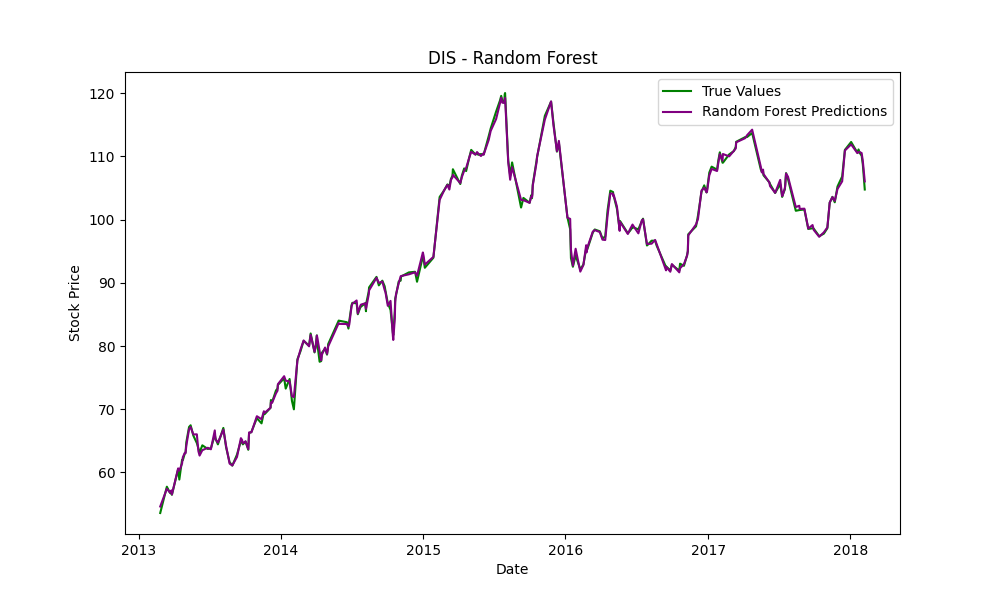 DIS - Random Forest
True Values
Random Forest Predictions
Stock Price
120
110
100
90
80
70
60
2013 2014 2015 2016 2017 2018
Date